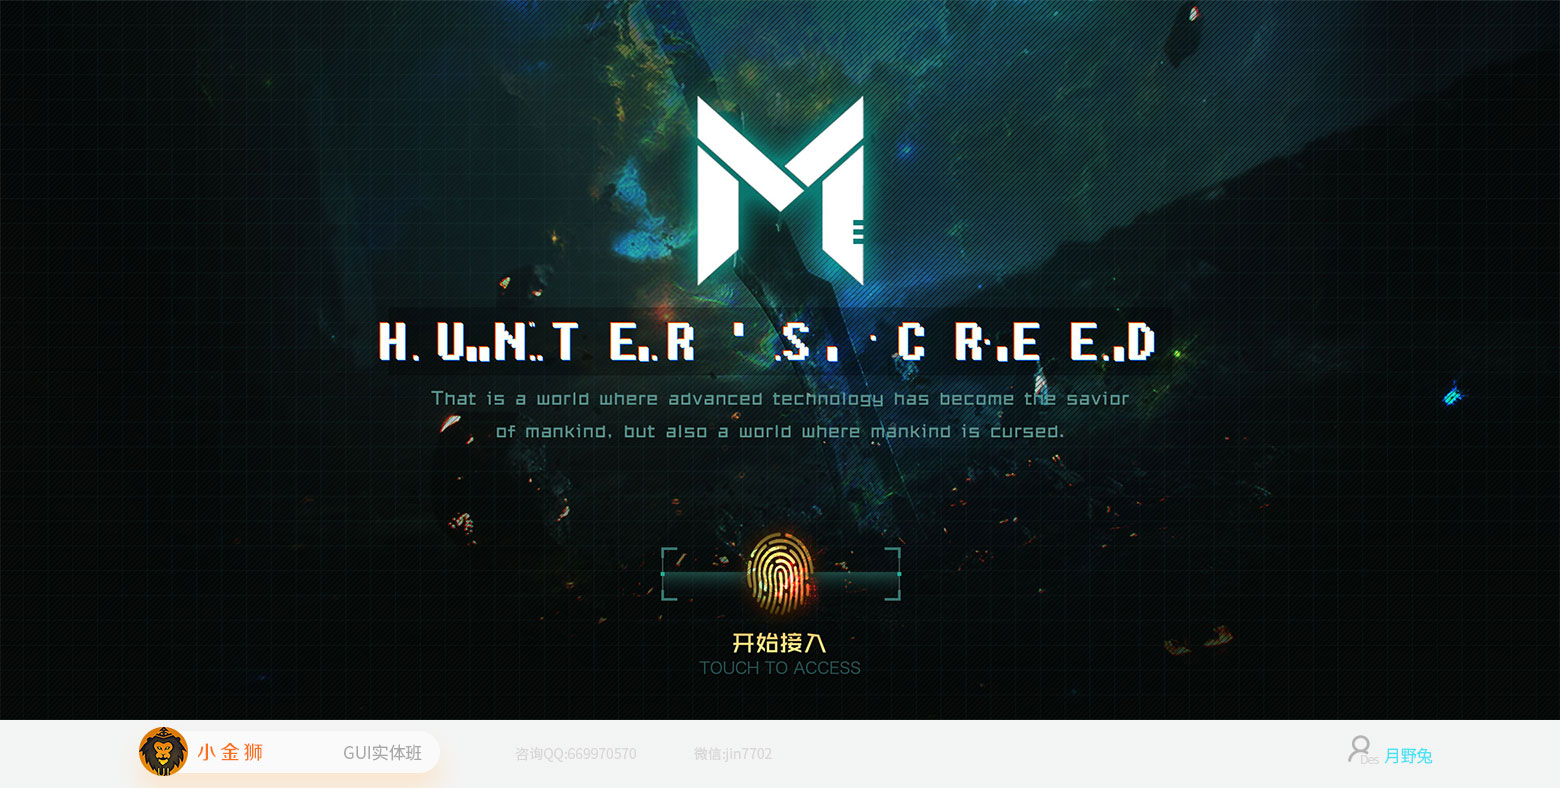 M
HUNTER'S CREED
That is a world where advanced technology has become the savior
of mankind, but also a world where mankind is cursed.
开始接入
TOUCH TO ACCESS
小金狮 GUI实体班 咨询QQ:669970570 微信:jin7702 Des 月野兔